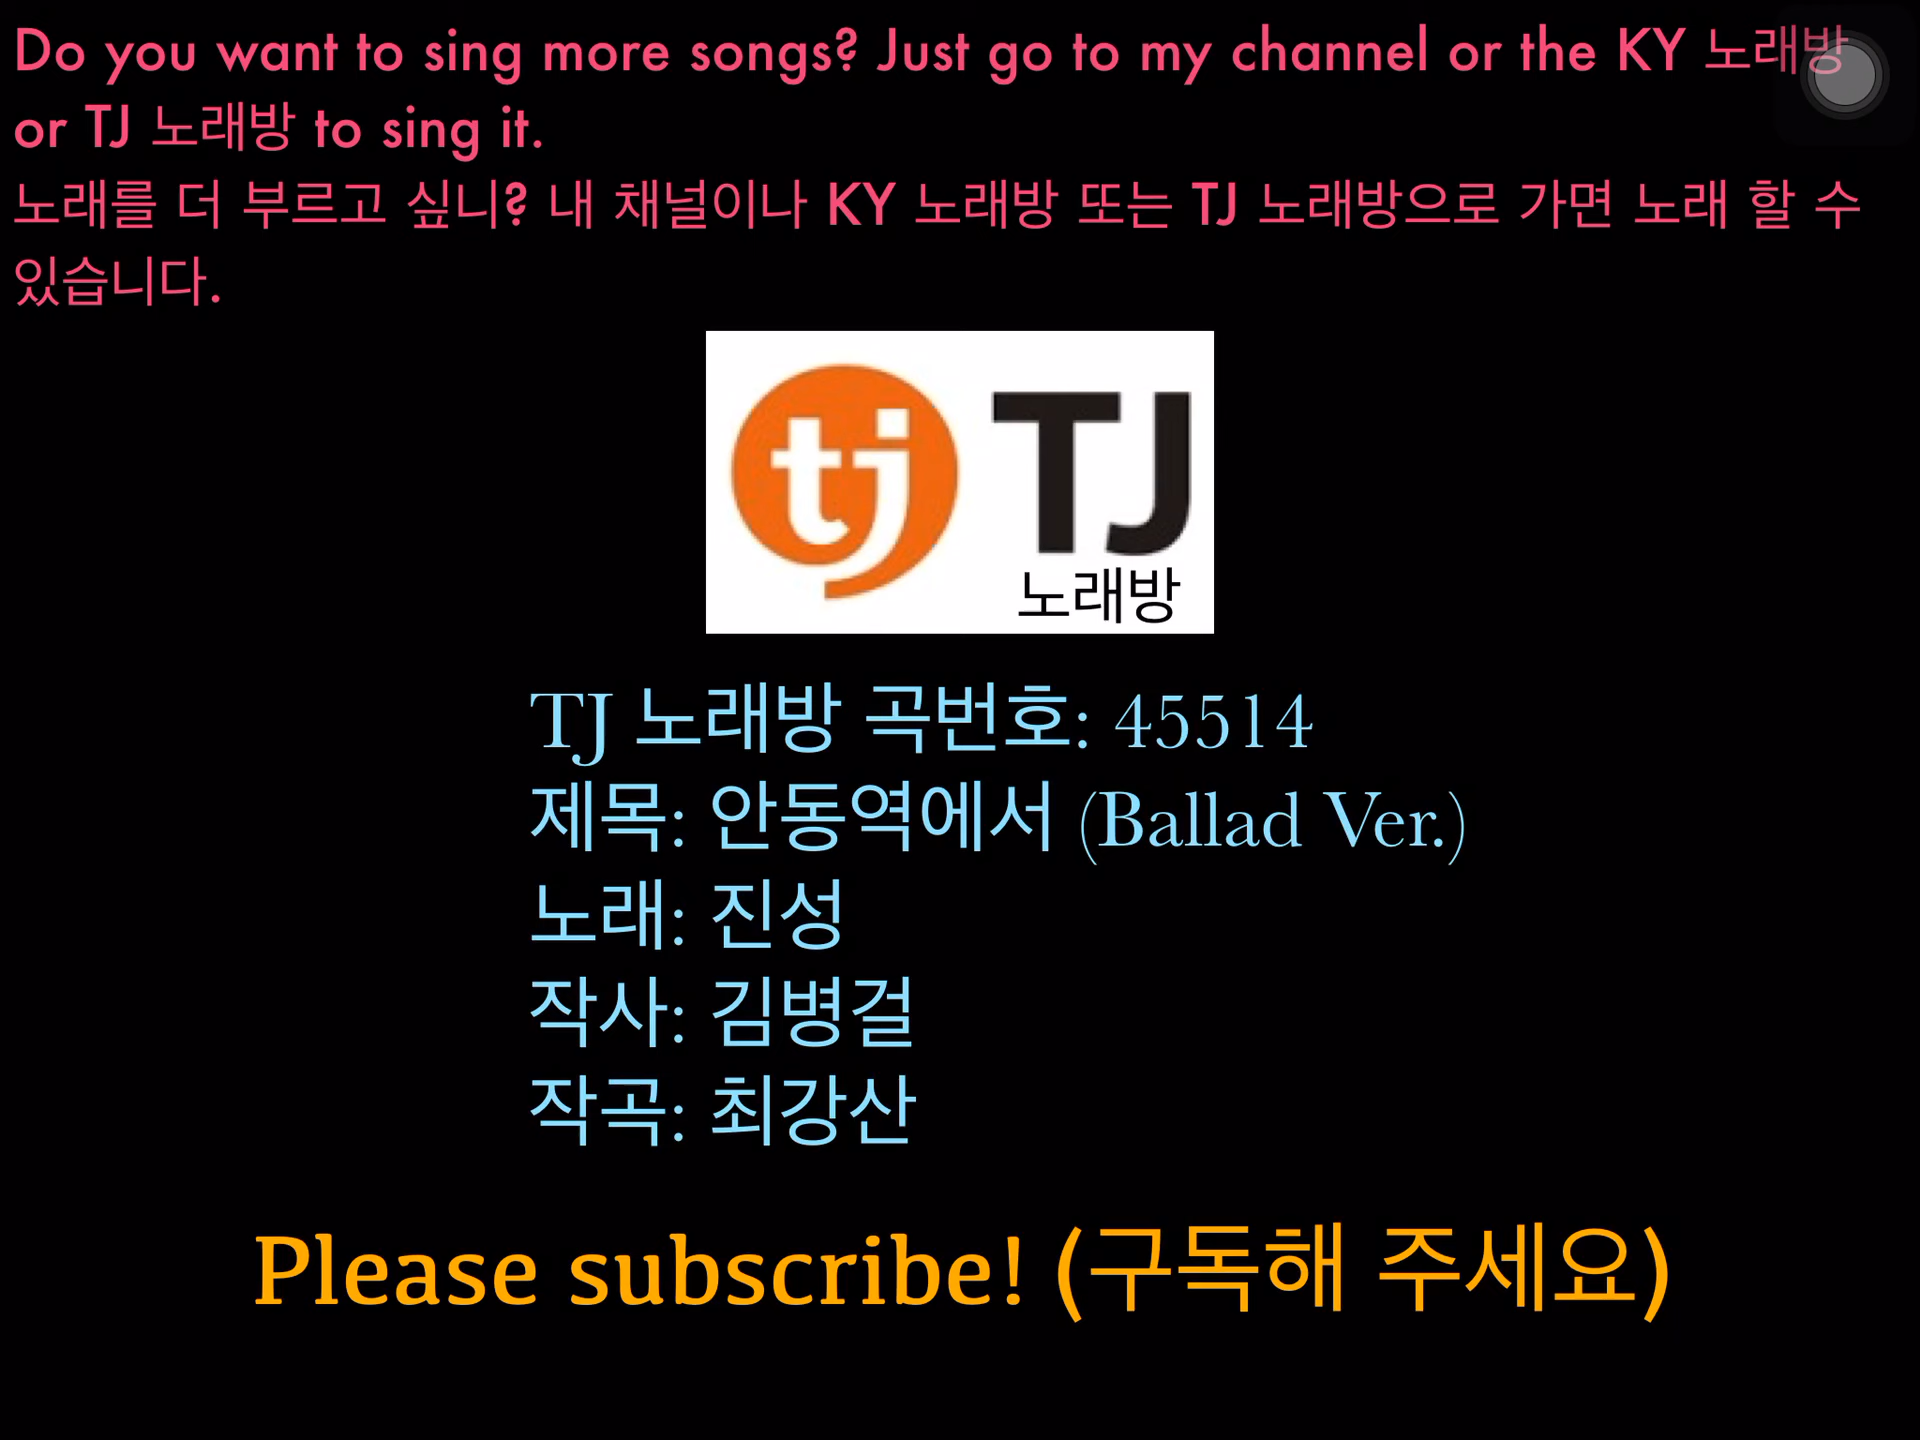 Do you want to sing more songs? Just go to my channel or the KY 노래방
or TJ 노래방 to sing it.
노래를 더 부르고 싶니? 내 채널이나 KY 노래방 또는 TJ 노래방으로 가면 노래 할 수
있습니다.
tj TJ
노래방
TJ 노래방 곡번호: 45514
제목: 안동역에서 (Ballad Ver.)
노래: 진성
작사: 김병걸
작곡: 최강산
Please subscribe! (구독해 주세요)